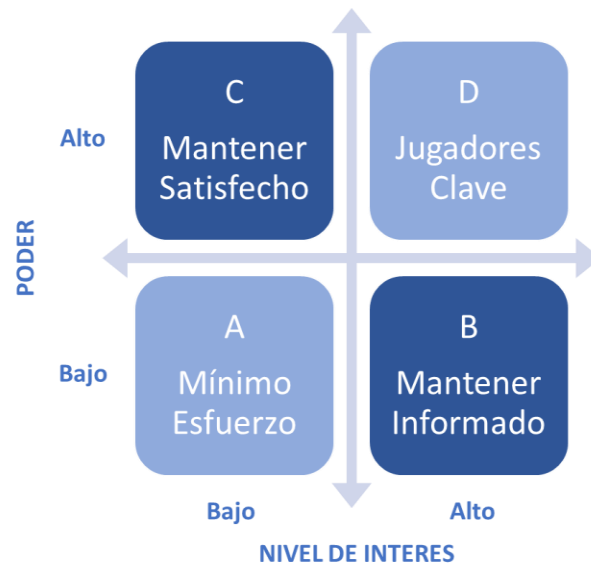 C
Mantener
Satisfecho
D
Jugadores
Clave
Alto
PODER
A
Mínimo
Esfuerzo
B
Mantener
Informado
Bajo
Bajo
Alto
NIVEL DE INTERES